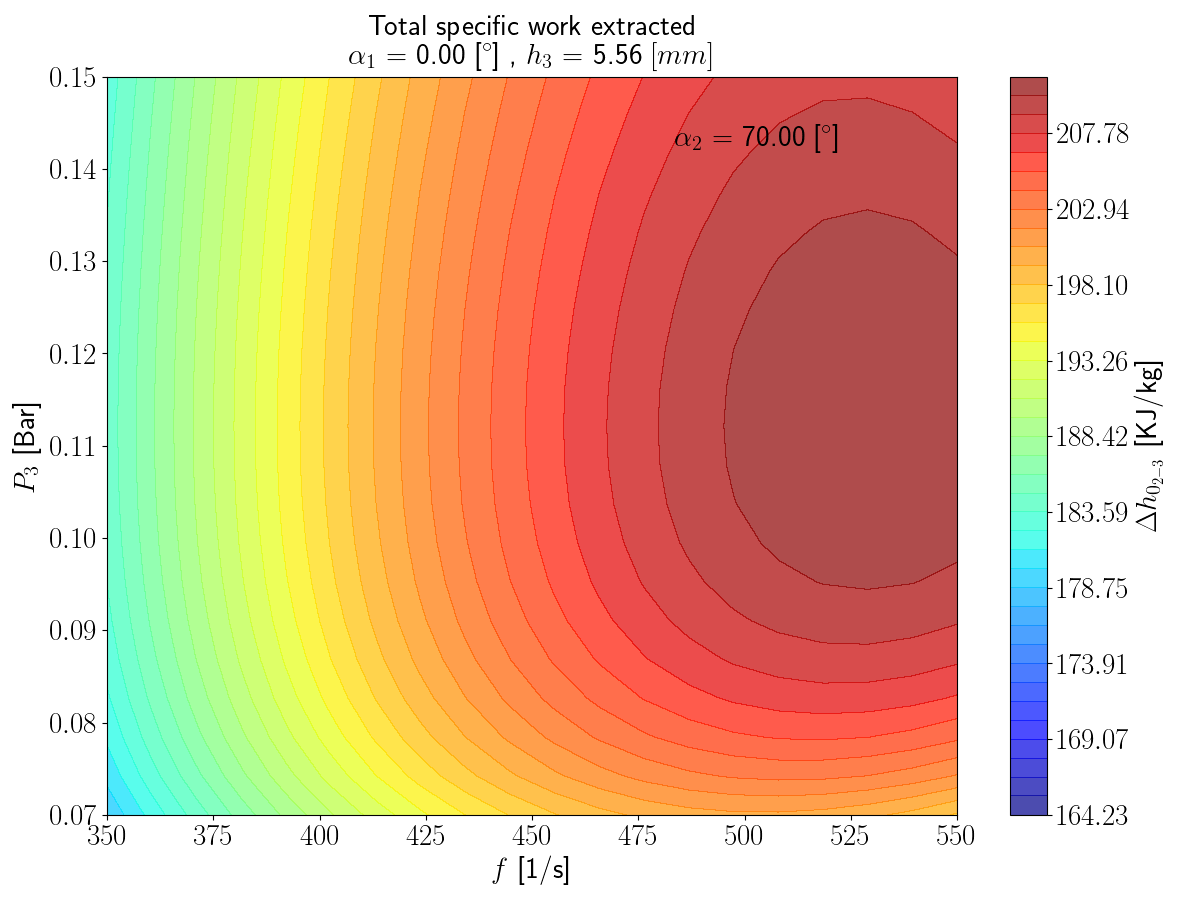 Total specific work extracted
α₁ = 0.00 [°] , h₃ = 5.56 [mm]
α₂ = 70.00 [°]
0.15
0.14
0.13
0.12
0.11
0.10
0.09
0.08
0.07
P₃ [Bar]
350 375 400 425 450 475 500 525 550
f [1/s]
207.78
202.94
198.10
193.26
188.42
183.59
178.75
173.91
169.07
164.23
Δh₀₂₋₃ [KJ/kg]